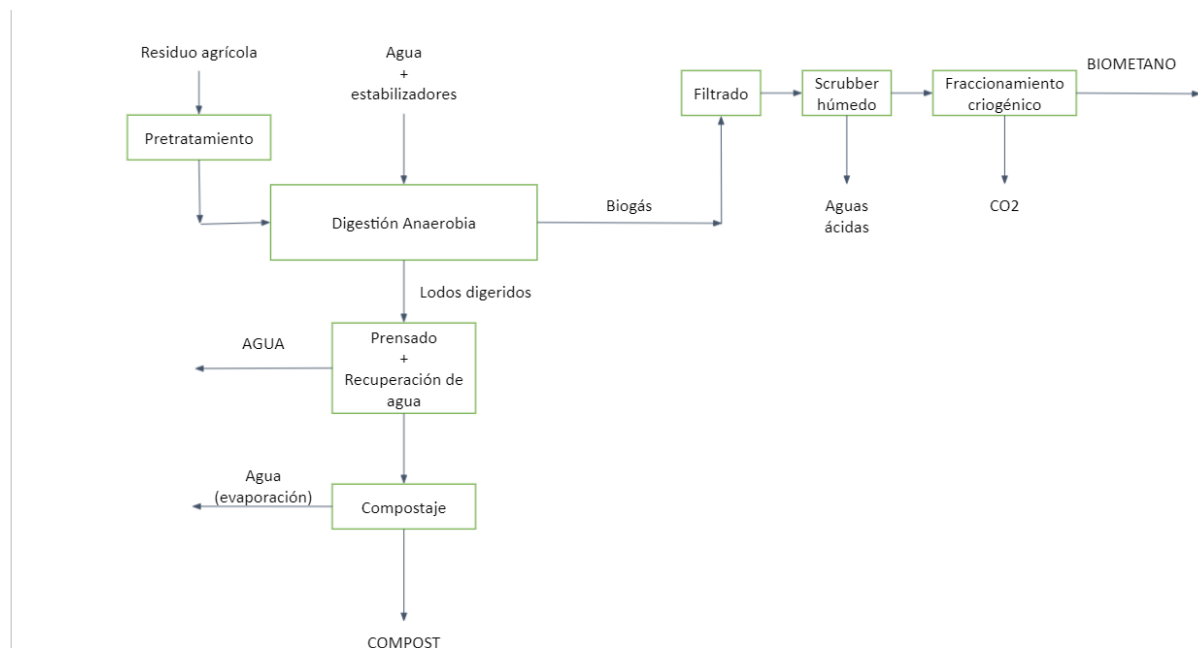 Residuo agrícola
Agua
+
estabilizadores
Pretratamiento
Digestión Anaerobia
Biogás
Filtrado
Scrubber
húmedo
Fraccionamiento
criogénico
BIOMETANO
Aguas
ácidas
CO2
Lodos digeridos
AGUA
Prensado
+
Recuperación de
agua
Agua
(evaporación)
Compostaje
COMPOST